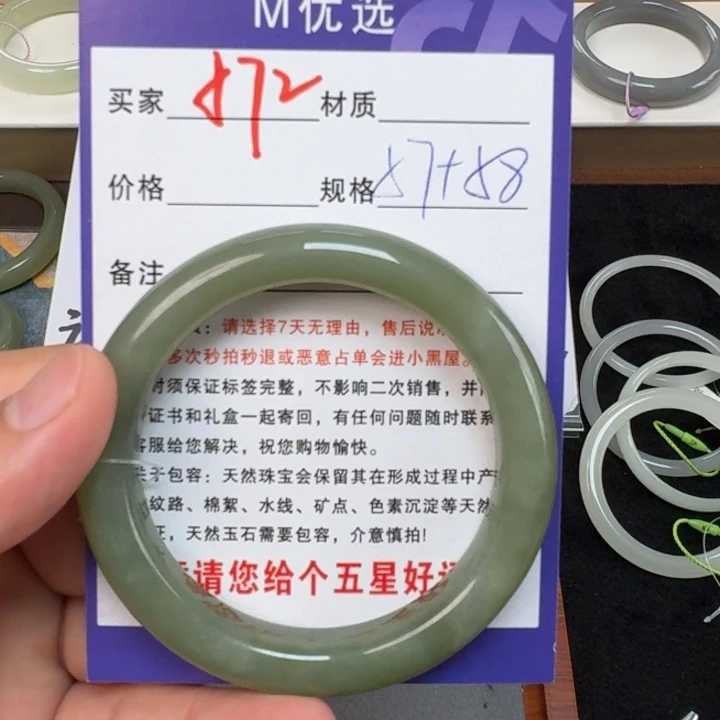 M优选
买家 872 材质
价格 规格 57+58
备注
：请选择7天无理由，售后说
多次秒拍秒退或恶意占单会进小黑屋。
时须保证标签完整，不影响二次销售，并
证书和礼盒一起寄回，有任何问题随时联系
客服给您解决，祝您购物愉快。
关于包容：天然珠宝会保留其在形成过程中产
纹路、棉絮、水线、矿点、色素沉淀等天然
征，天然玉石需要包容，介意慎拍！
请您给个五星好评